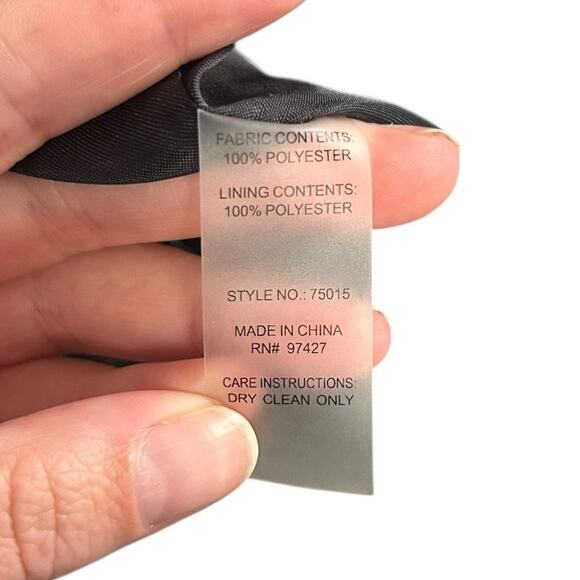 FABRIC CONTENTS:
100% POLYESTER
LINING CONTENTS:
100% POLYESTER
STYLE NO.: 75015
MADE IN CHINA
RN# 97427
CARE INSTRUCTIONS:
DRY CLEAN ONLY